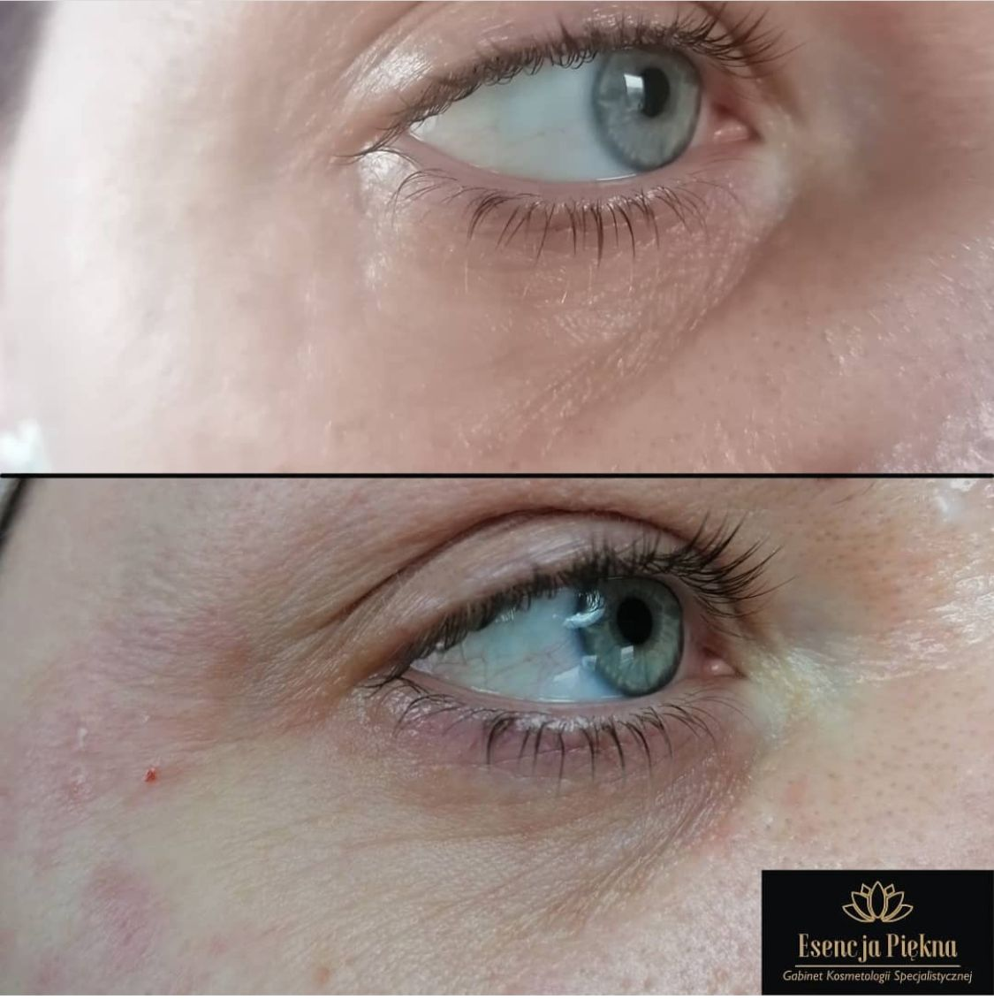 Esencja Piękna
Gabinet Kosmetologii Specjalistycznej